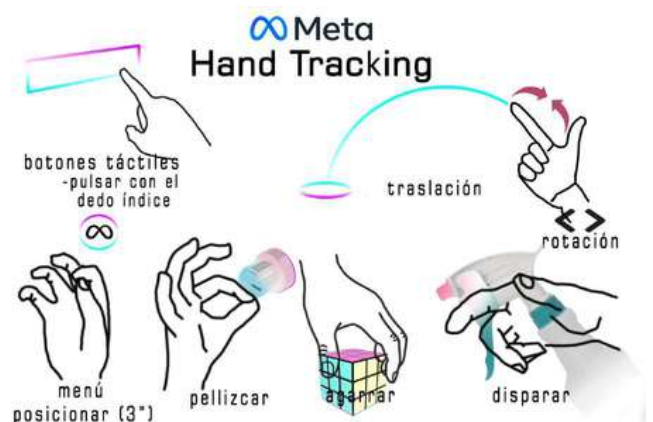 Meta
Hand Tracking
botones táctiles
-pulsar con el
dedo índice
traslación
rotación
menú
posicionar (3")
pellizcar
agarrar
disparar